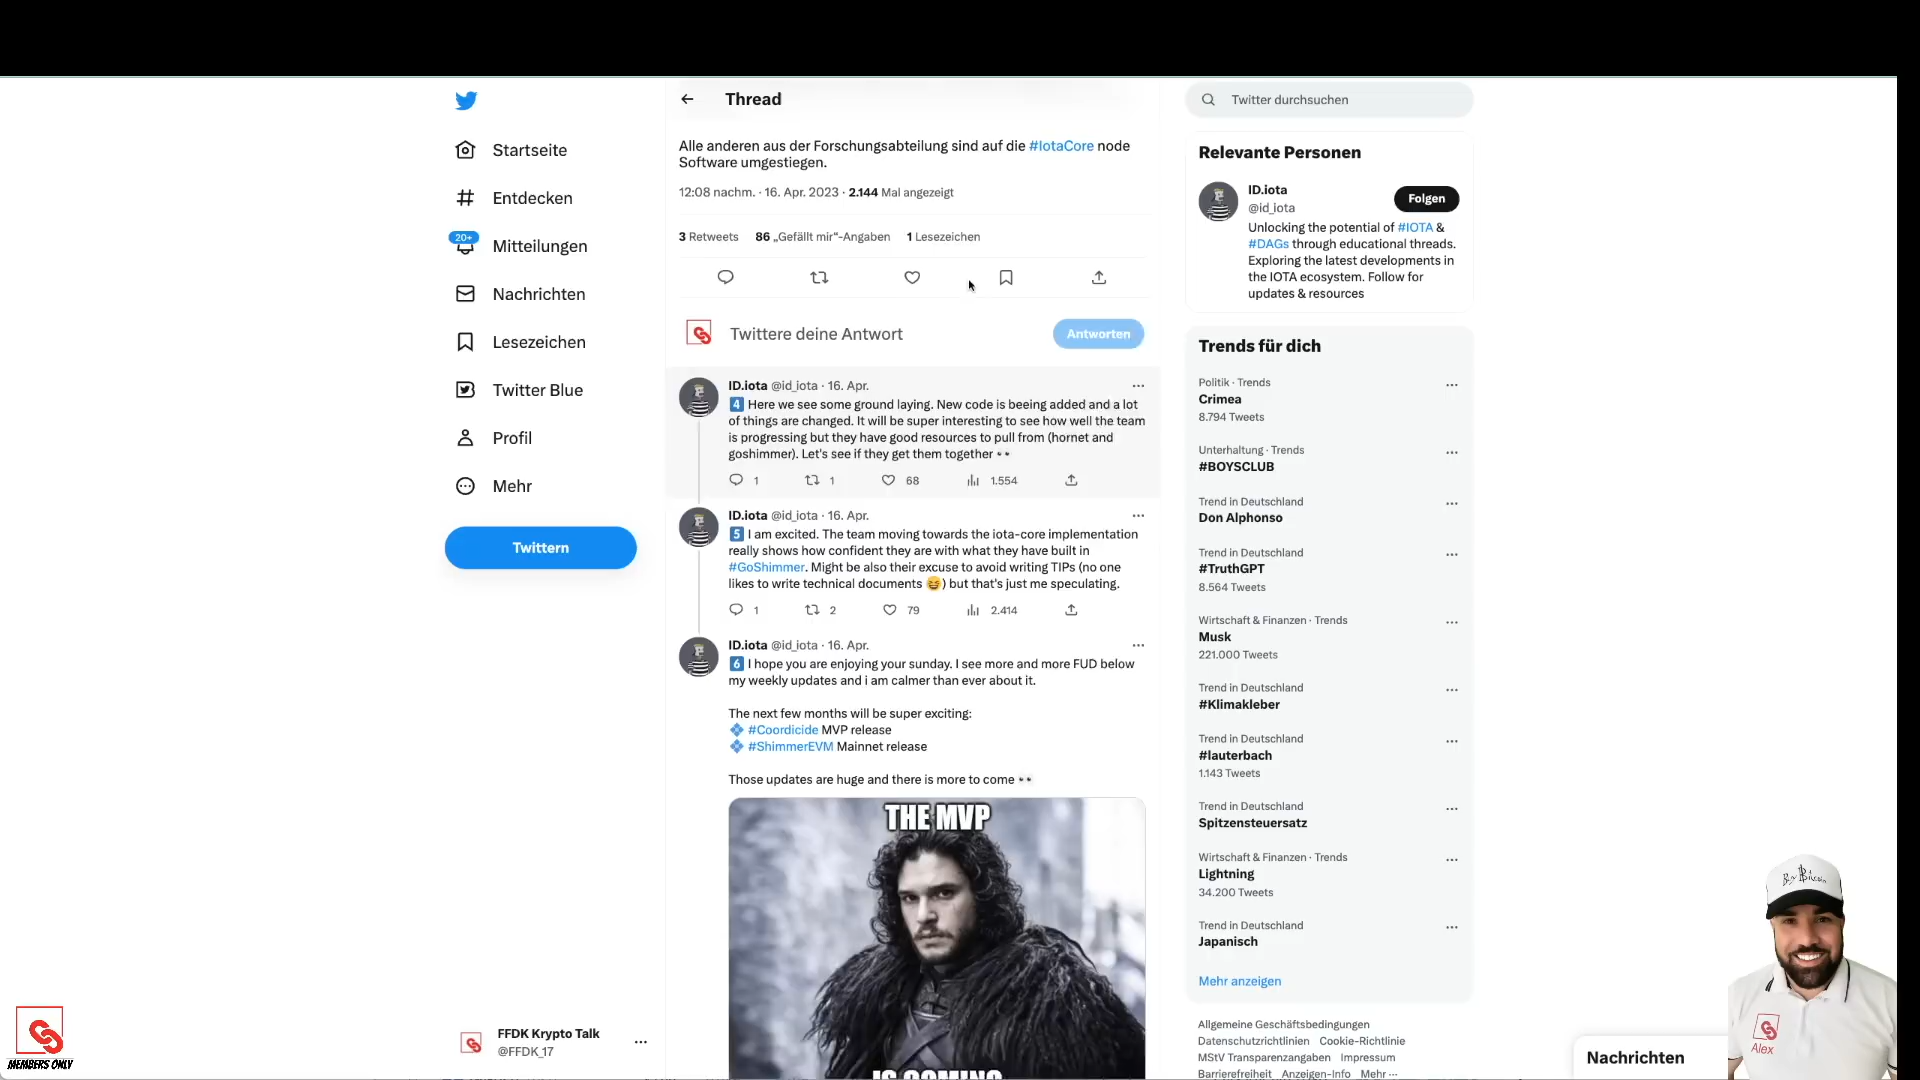 Thread
Twitter durchsuchen
Startseite
Entdecken
20+
Mitteilungen
Nachrichten
Lesezeichen
Twitter Blue
Profil
Mehr
Twittern
FFDK Krypto Talk
@FFDK_17
MEMBERS ONLY
Alle anderen aus der Forschungsabteilung sind auf die #IotaCore node
Software umgestiegen.
12:08 nachm. · 16. Apr. 2023 · 2.144 Mal angezeigt
3 Retweets 86 „Gefällt mir“-Angaben 1 Lesezeichen
Twittere deine Antwort
Antworten
ID.iota @id_iota · 16. Apr.
4 Here we see some ground laying. New code is beeing added and a lot
of things are changed. It will be super interesting to see how well the team
is progressing but they have good resources to pull from (hornet and
goshimmer). Let's see if they get them together 👀
1 1 68 1.554
ID.iota @id_iota · 16. Apr.
5 I am excited. The team moving towards the iota-core implementation
really shows how confident they are with what they have built in
#GoShimmer. Might be also their excuse to avoid writing TIPs (no one
likes to write technical documents 😆) but that's just me speculating.
1 2 79 2.414
ID.iota @id_iota · 16. Apr.
6 I hope you are enjoying your sunday. I see more and more FUD below
my weekly updates and i am calmer than ever about it.
The next few months will be super exciting:
💠 #Coordicide MVP release
💠 #ShimmerEVM Mainnet release
Those updates are huge and there is more to come 👀
THE MVP
IS COMING
Relevante Personen
ID.iota
@id_iota
Folgen
Unlocking the potential of #IOTA &
#DAGs through educational threads.
Exploring the latest developments in
the IOTA ecosystem. Follow for
updates & resources
Trends für dich
Politik · Trends
Crimea
8.794 Tweets
Unterhaltung · Trends
#BOYSCLUB
Trend in Deutschland
Don Alphonso
Trend in Deutschland
#TruthGPT
8.564 Tweets
Wirtschaft & Finanzen · Trends
Musk
221.000 Tweets
Trend in Deutschland
#Klimakleber
Trend in Deutschland
#lauterbach
1.143 Tweets
Trend in Deutschland
Spitzensteuersatz
Wirtschaft & Finanzen · Trends
Lightning
34.200 Tweets
Trend in Deutschland
Japanisch
Mehr anzeigen
Allgemeine Geschäftsbedingungen
Datenschutzrichtlinien Cookie-Richtlinie
MStV Transparenzangaben Impressum
Barrierefreiheit Anzeigen-Info Mehr ···
Nachrichten
Alex